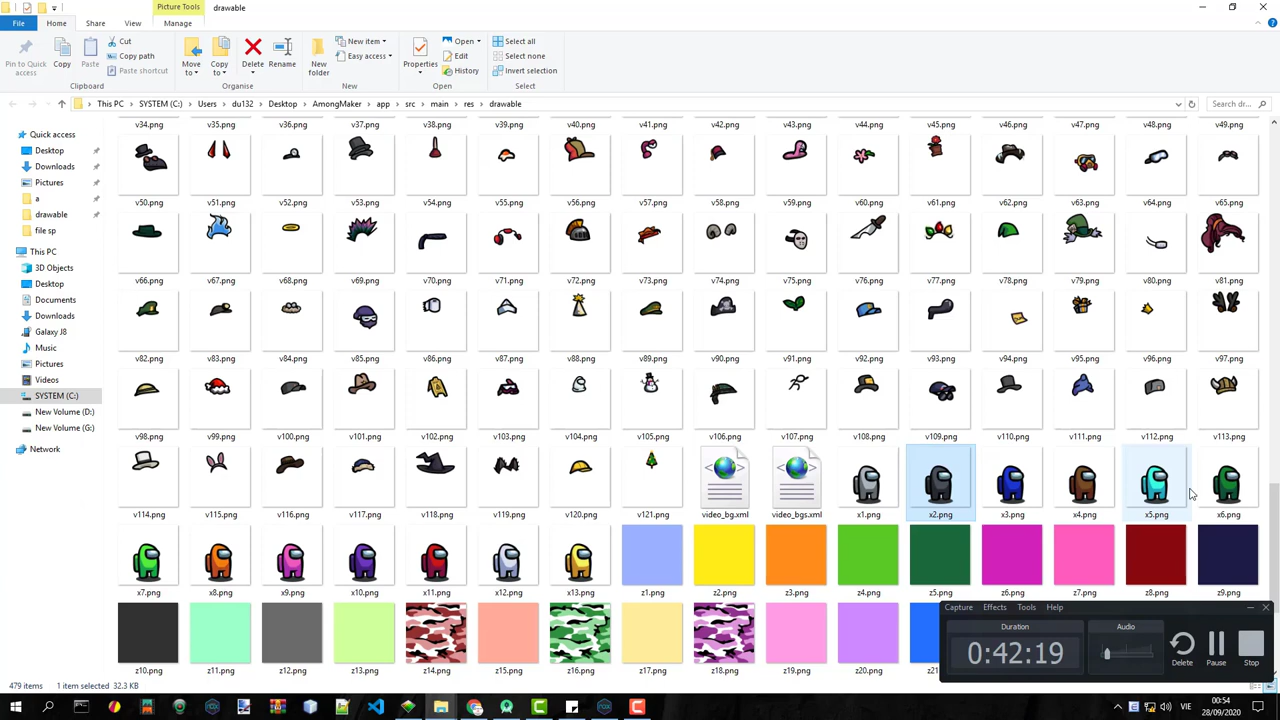 Picture Tools drawable
File Home Share View Manage
Pin to Quick access Copy Paste Cut Copy path Paste shortcut Move to Copy to Delete Rename New folder New item Easy access Properties Open Edit History Select all Select none Invert selection
Clipboard Organise New Open Select
This PC SYSTEM (C:) Users du132 Desktop AmongMaker app src main res drawable Search dr...
Quick access
Desktop
Downloads
Pictures
a
drawable
file sp
This PC
3D Objects
Desktop
Documents
Downloads
Galaxy J8
Music
Pictures
Videos
SYSTEM (C:)
New Volume (D:)
New Volume (G:)
Network
v34.png v35.png v36.png v37.png v38.png v39.png v40.png v41.png v42.png v43.png v44.png v45.png v46.png v47.png v48.png v49.png
v50.png v51.png v52.png v53.png v54.png v55.png v56.png v57.png v58.png v59.png v60.png v61.png v62.png v63.png v64.png v65.png
v66.png v67.png v68.png v69.png v70.png v71.png v72.png v73.png v74.png v75.png v76.png v77.png v78.png v79.png v80.png v81.png
v82.png v83.png v84.png v85.png v86.png v87.png v88.png v89.png v90.png v91.png v92.png v93.png v94.png v95.png v96.png v97.png
v98.png v99.png v100.png v101.png v102.png v103.png v104.png v105.png v106.png v107.png v108.png v109.png v110.png v111.png v112.png v113.png
v114.png v115.png v116.png v117.png v118.png v119.png v120.png v121.png video_bg.xml video_bgs.xml x1.png x2.png x3.png x4.png x5.png x6.png
x7.png x8.png x9.png x10.png x11.png x12.png x13.png z1.png z2.png z3.png z4.png z5.png z6.png z7.png z8.png z9.png
z10.png z11.png z12.png z13.png z14.png z15.png z16.png z17.png z18.png z19.png z20.png z21
Capture Effects Tools Help
Duration Audio
0:42:19
Delete Pause Stop
479 items 1 item selected 32.3 KB
VIE 00:54
28/09/2020